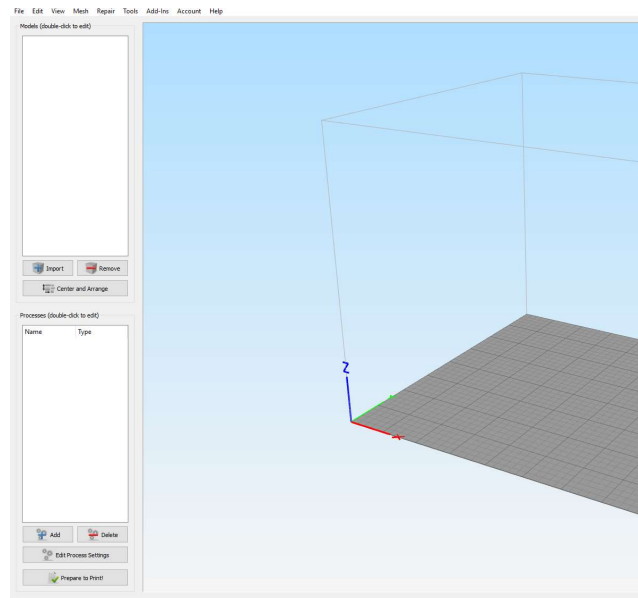 File Edit View Mesh Repair Tools Add-Ins Account Help
Models (double-click to edit)
Import Remove
Center and Arrange
Processes (double-click to edit)
Name Type
Add Delete
Edit Process Settings
Prepare to Print!
Z